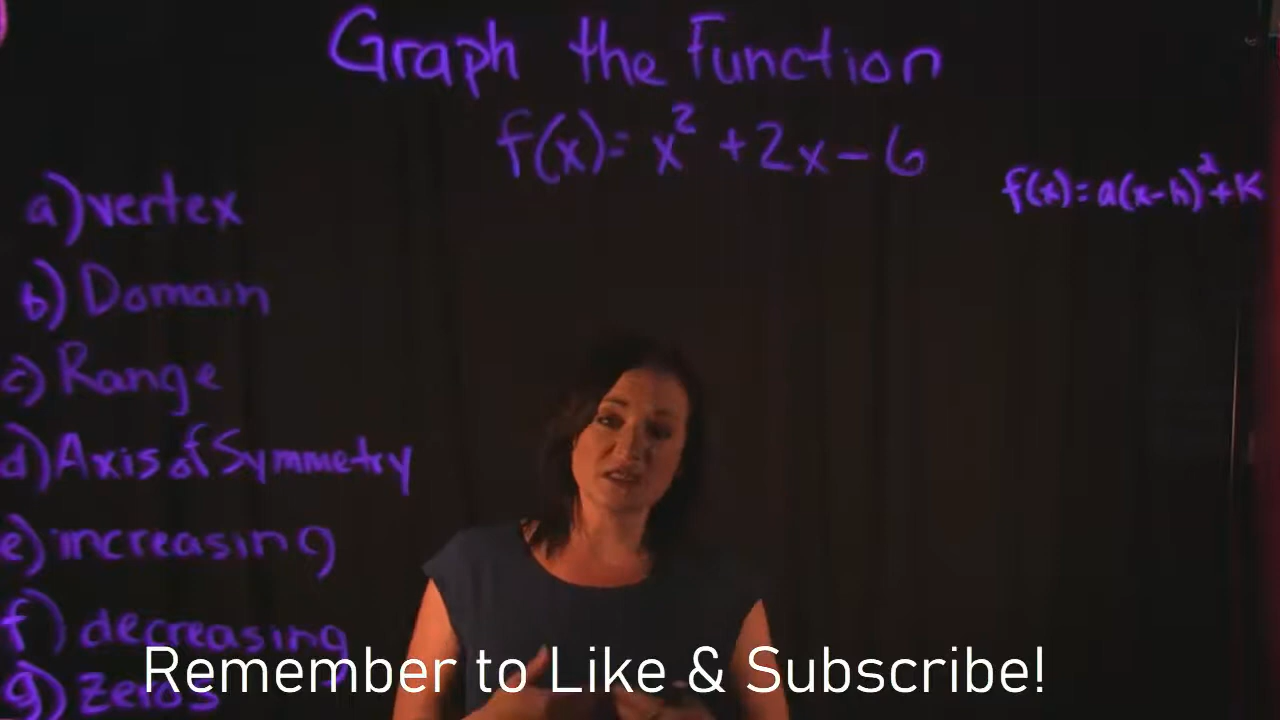 Graph the Function
f(x)= x² +2x-6
f(x)= a(x-h)²+K
a) vertex
b) Domain
c) Range
d) Axis of Symmetry
e) increasing
f) decreasing
g) zeros
Remember to Like & Subscribe!